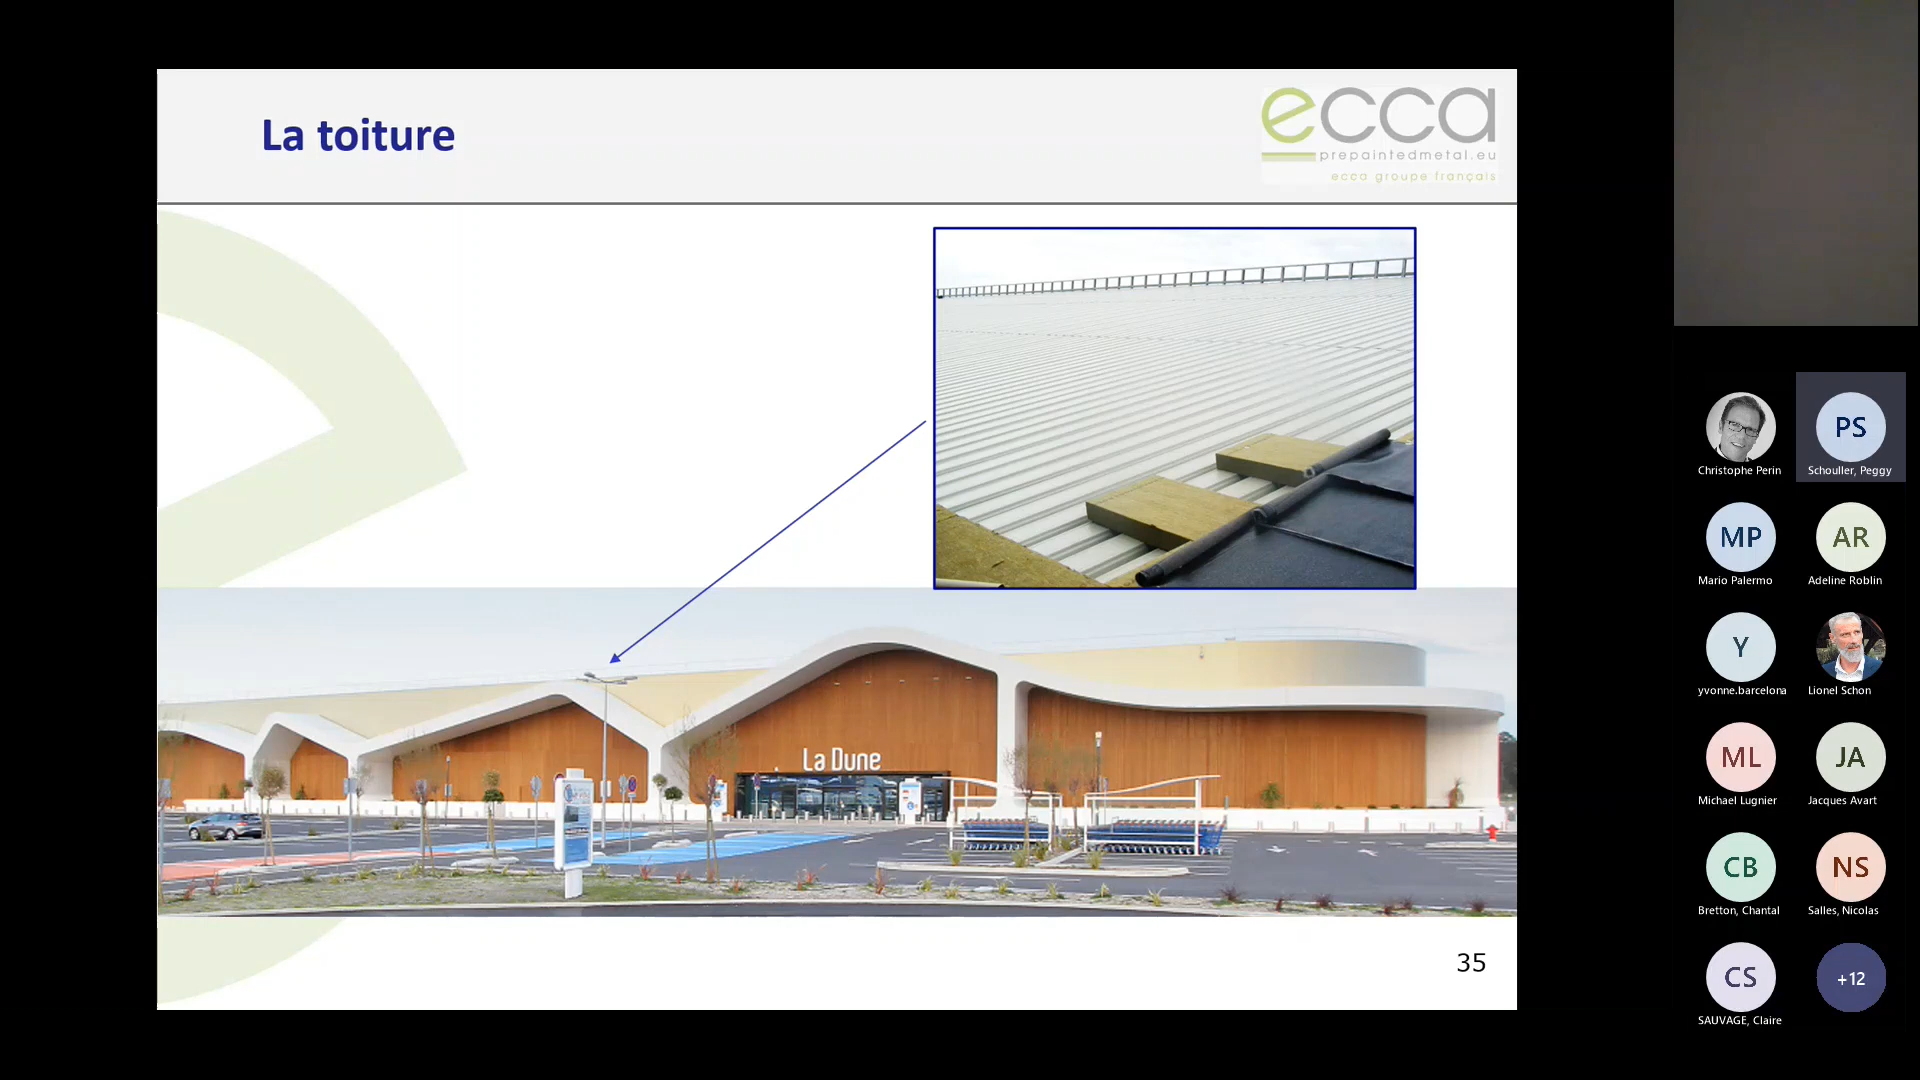 La toiture
ecca
prepaintedmetal.eu
ecca groupe français
La Dune
35
Christophe Perin
PS
Schouller, Peggy
MP
Mario Palermo
AR
Adeline Roblin
Y
yvonne.barcelona
Lionel Schon
ML
Michael Lugnier
JA
Jacques Avart
CB
Bretton, Chantal
NS
Salles, Nicolas
CS
SAUVAGE, Claire
+12